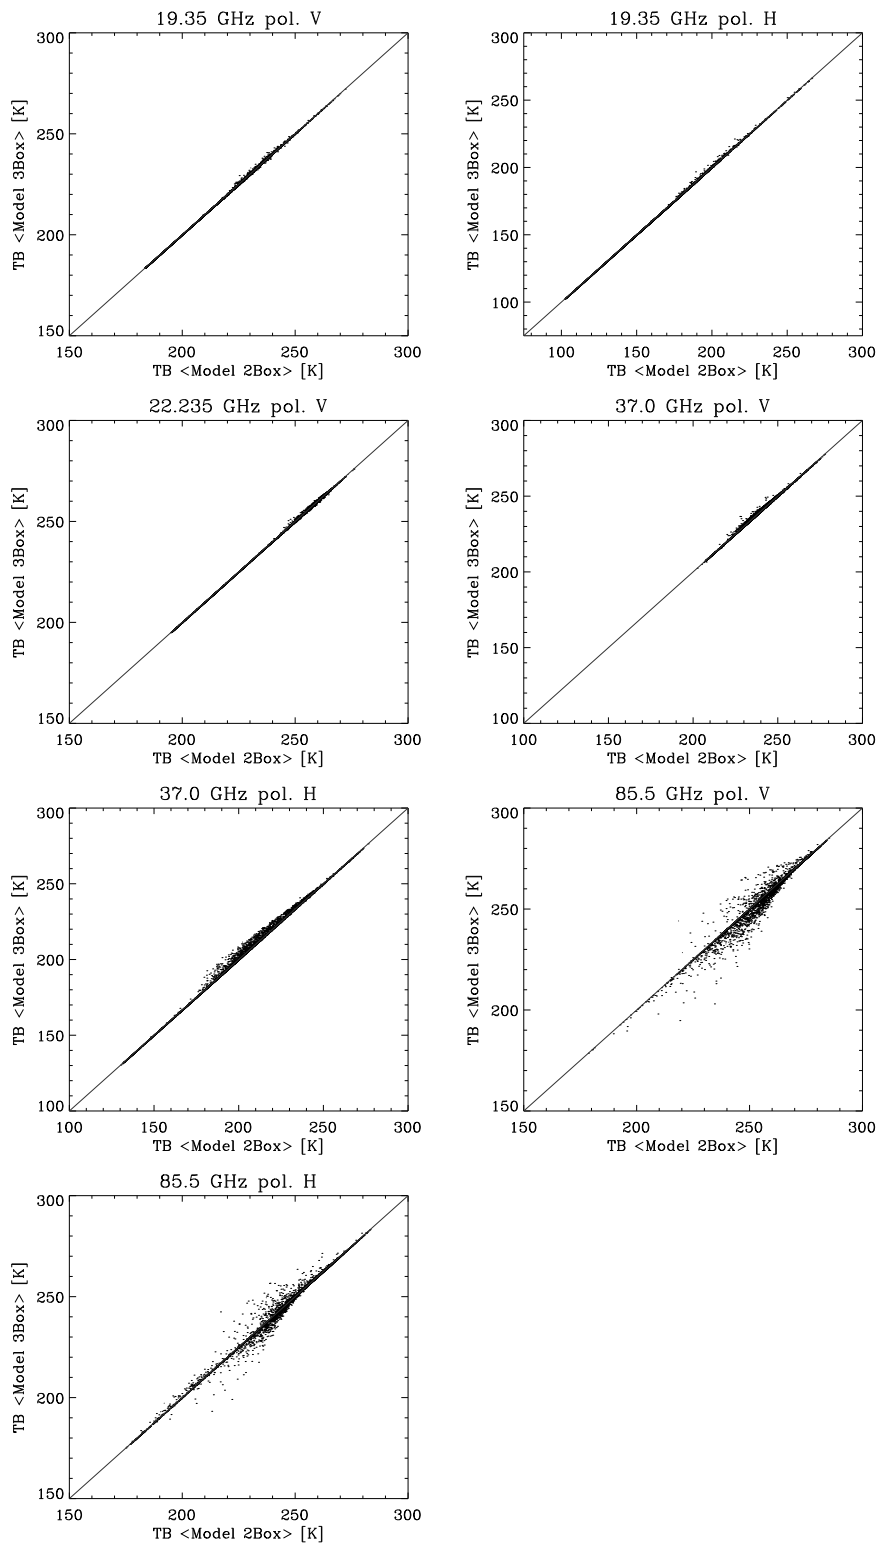 19.35 GHz pol. V
300
250
200
150
TB <Model 3Box> [K]
150 200 250 300
TB <Model 2Box> [K]
19.35 GHz pol. H
300
250
200
150
100
TB <Model 3Box> [K]
100 150 200 250 300
TB <Model 2Box> [K]
22.235 GHz pol. V
300
250
200
150
TB <Model 3Box> [K]
150 200 250 300
TB <Model 2Box> [K]
37.0 GHz pol. V
300
250
200
150
100
TB <Model 3Box> [K]
100 150 200 250 300
TB <Model 2Box> [K]
37.0 GHz pol. H
300
250
200
150
100
TB <Model 3Box> [K]
100 150 200 250 300
TB <Model 2Box> [K]
85.5 GHz pol. V
300
250
200
150
TB <Model 3Box> [K]
150 200 250 300
TB <Model 2Box> [K]
85.5 GHz pol. H
300
250
200
150
TB <Model 3Box> [K]
150 200 250 300
TB <Model 2Box> [K]